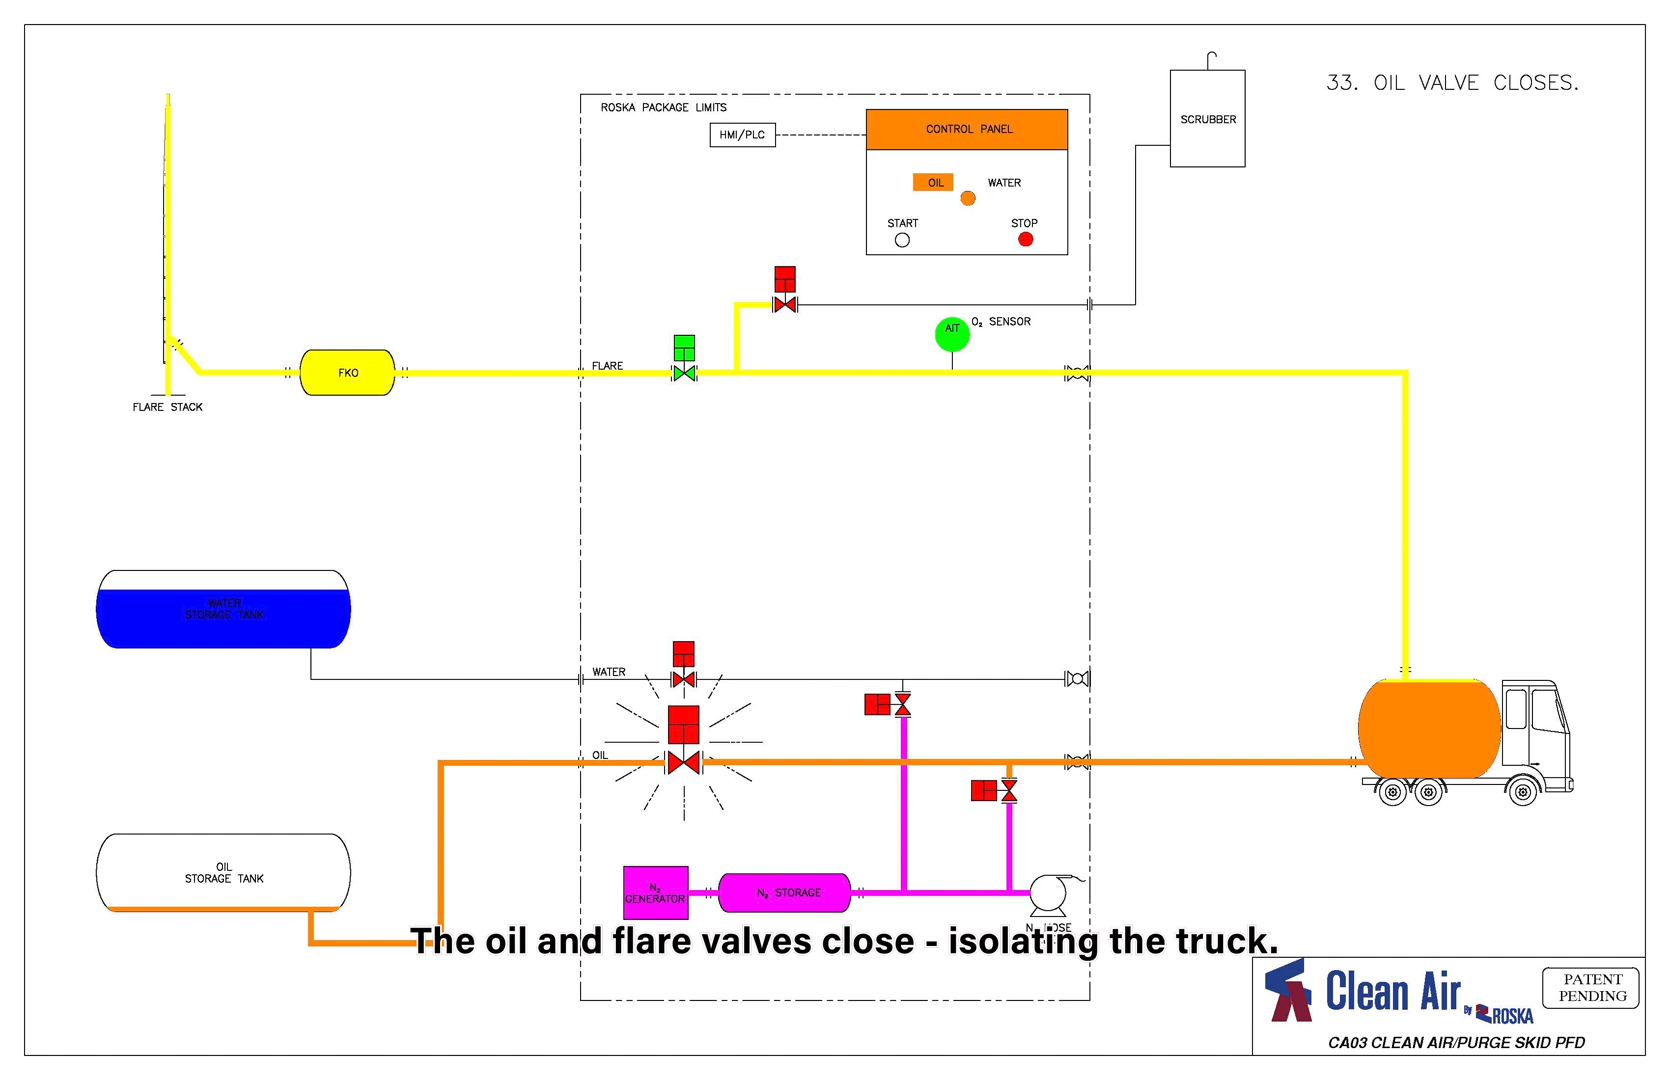 33. OIL VALVE CLOSES.
ROSKA PACKAGE LIMITS
HMI/PLC
CONTROL PANEL
OIL
WATER
START
STOP
SCRUBBER
AIT
O₂ SENSOR
FLARE
FKO
FLARE STACK
WATER
STORAGE TANK
WATER
OIL
OIL
STORAGE TANK
N₂
GENERATOR
N₂ STORAGE
The oil and flare valves close - isolating the truck.
Clean Air
By ROSKA
PATENT
PENDING
CA03 CLEAN AIR/PURGE SKID PFD